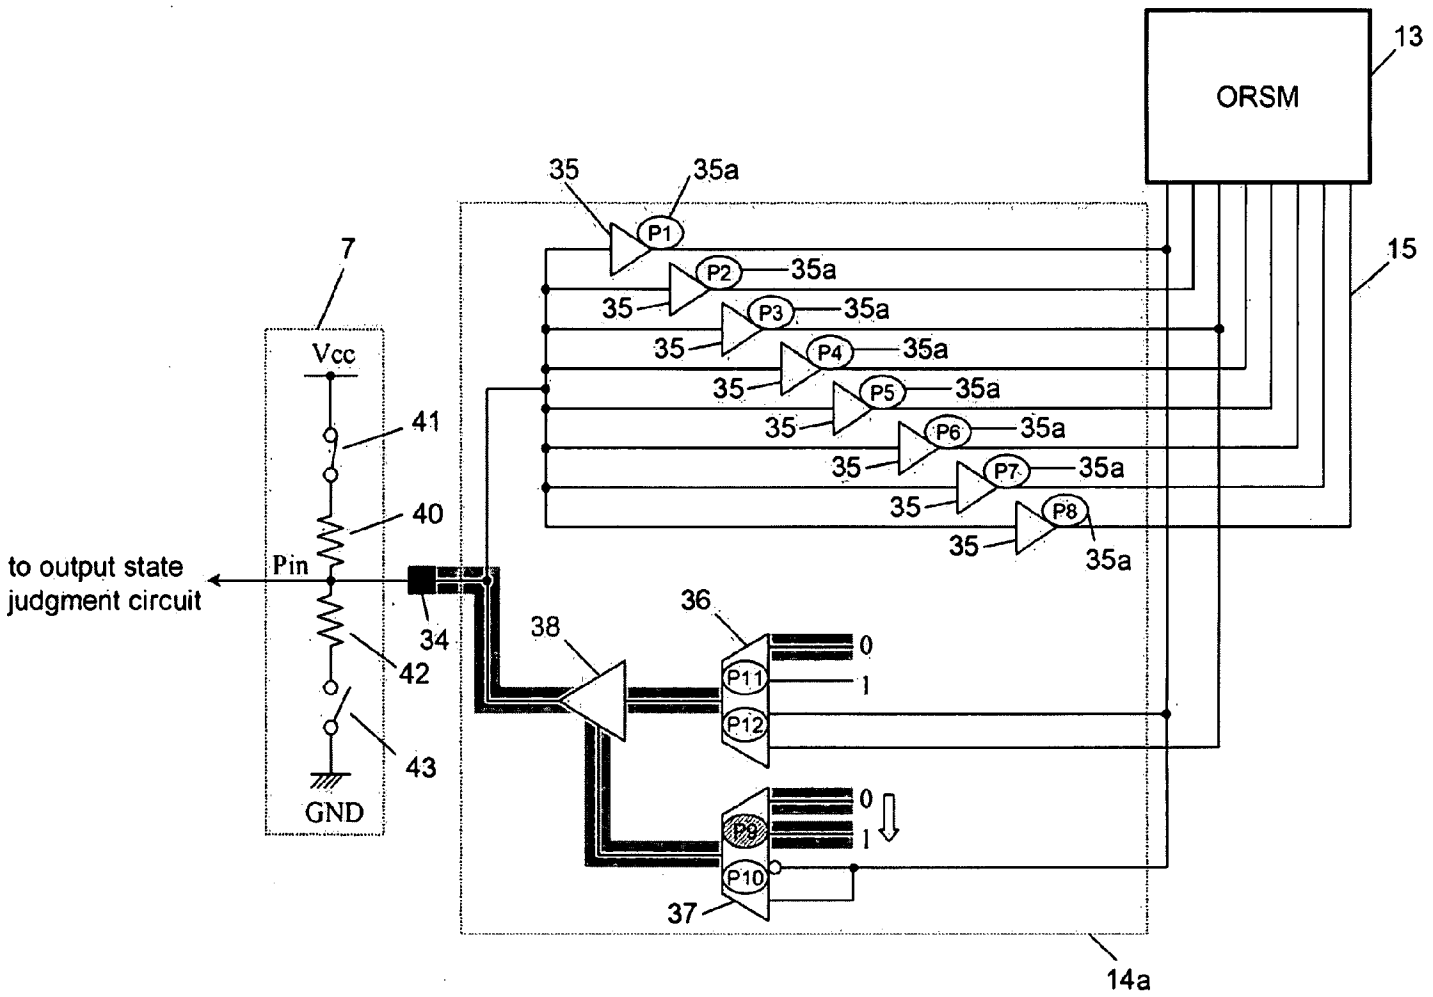 13
ORSM
35
35a
P1
7
P2
35a
15
35
P3
35a
35
P4
35a
Vcc
35
P5
35a
41
35
P6
35a
35
P7
35a
40
35
P8
35
35a
to output state
judgment circuit
Pin
34
38
36
0
42
P11
1
P12
43
GND
0
P9
1
P10
37
14a